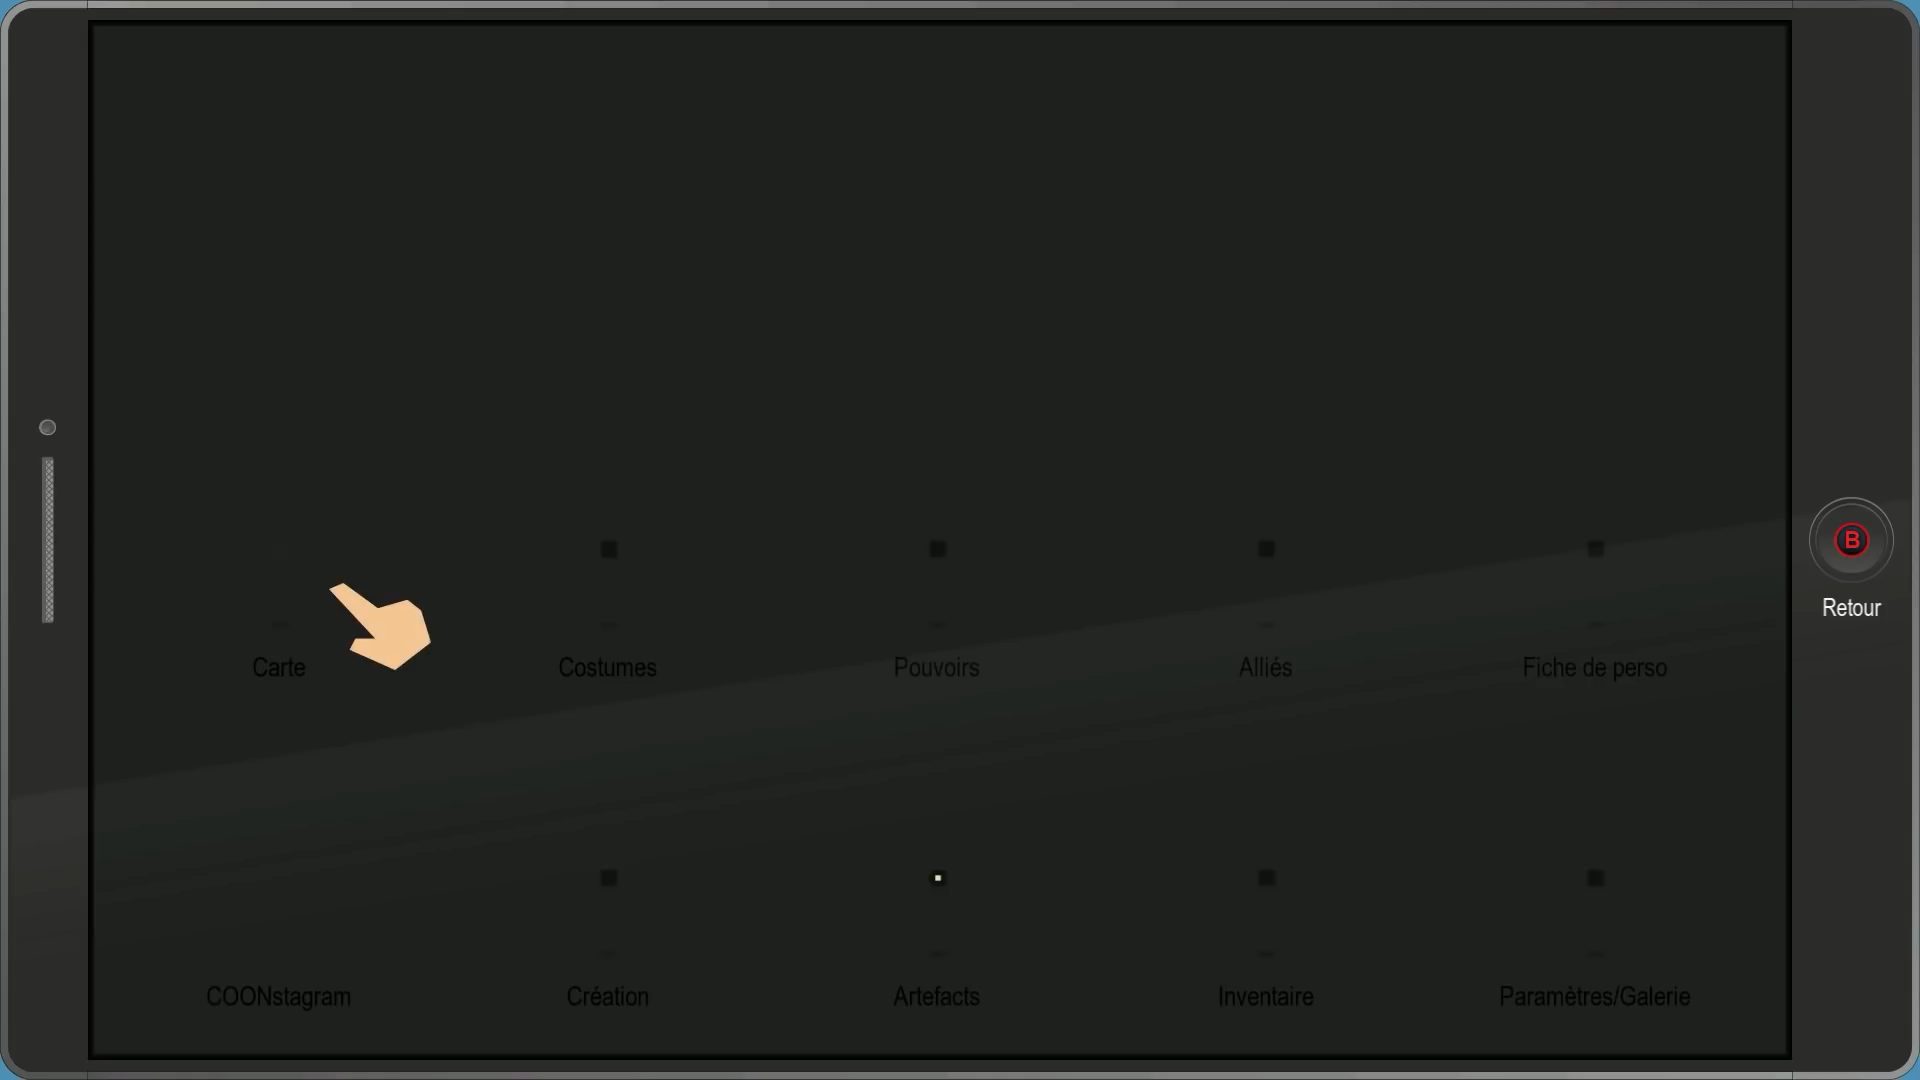 B
Retour
Carte
Costumes
Pouvoirs
Alliés
Fiche de perso
COONstagram
Création
Artefacts
Inventaire
Paramètres/Galerie